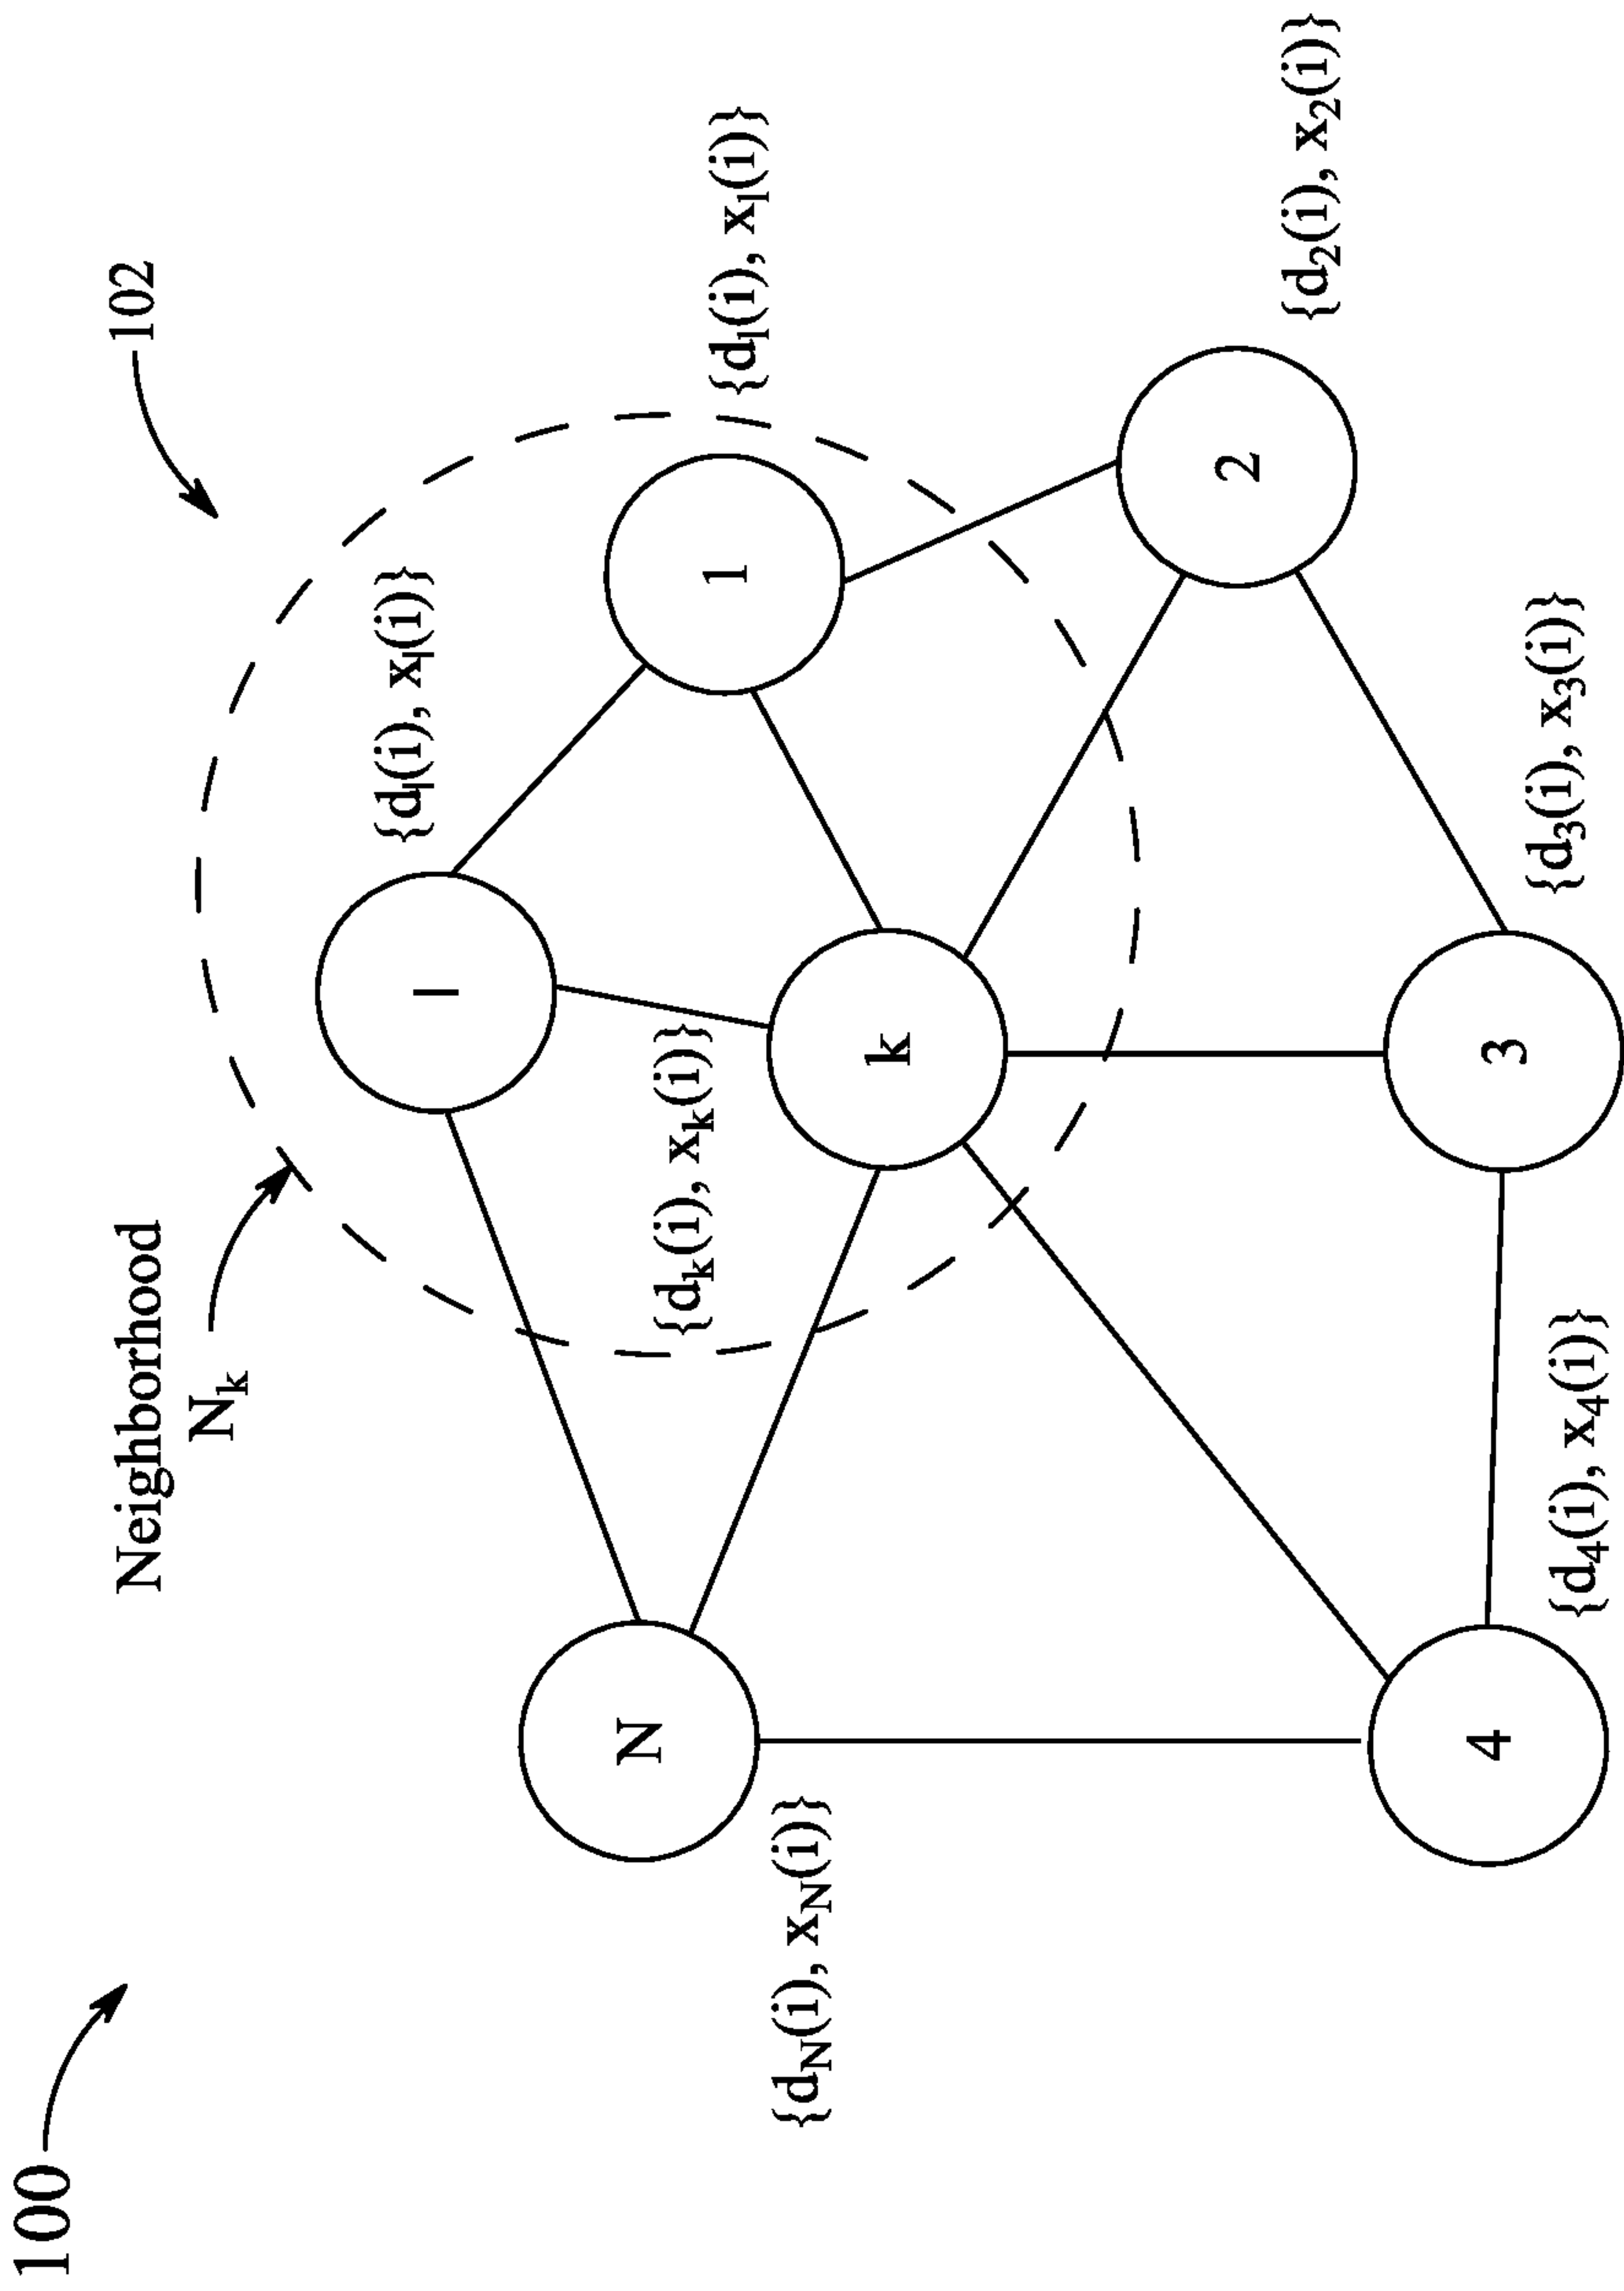 100
Neighborhood
N_k
102
{d_l(i), x_l(i)}
l
1
{d_1(i), x_1(i)}
N
{d_N(i), x_N(i)}
{d_k(i), x_k(i)}
k
2
{d_2(i), x_2(i)}
4
{d_4(i), x_4(i)}
3
{d_3(i), x_3(i)}